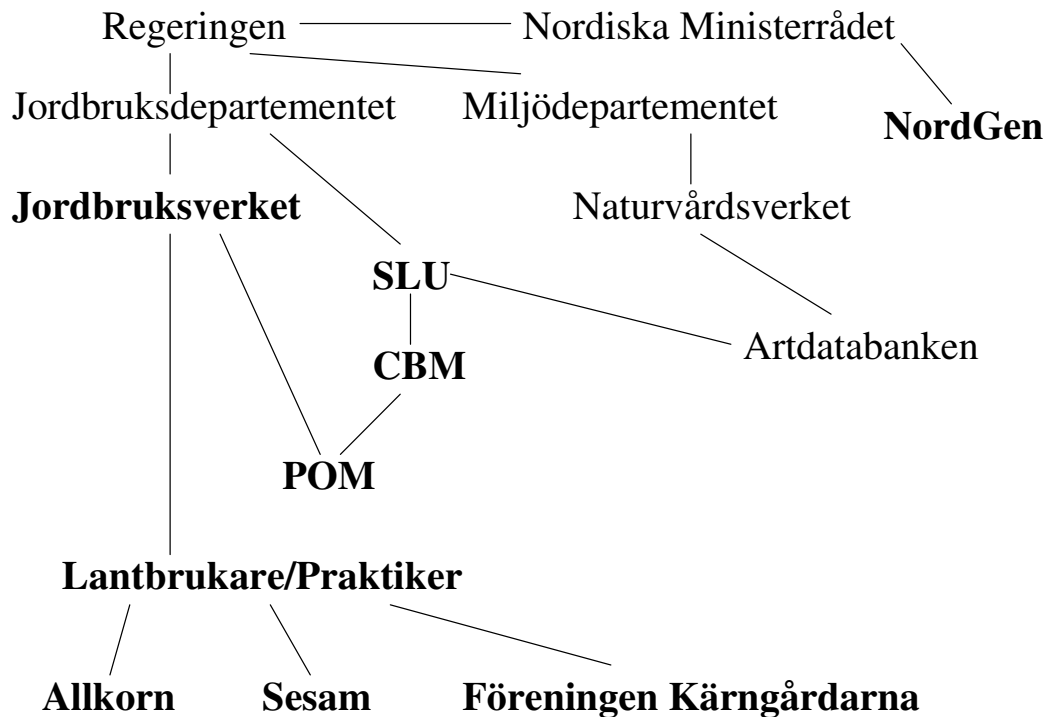 Regeringen Nordiska Ministerrådet
Jordbruksdepartementet Miljödepartementet
NordGen
Jordbruksverket Naturvårdsverket
SLU
Artdatabanken
CBM
POM
Lantbrukare/Praktiker
Allkorn Sesam Föreningen Kärngårdarna